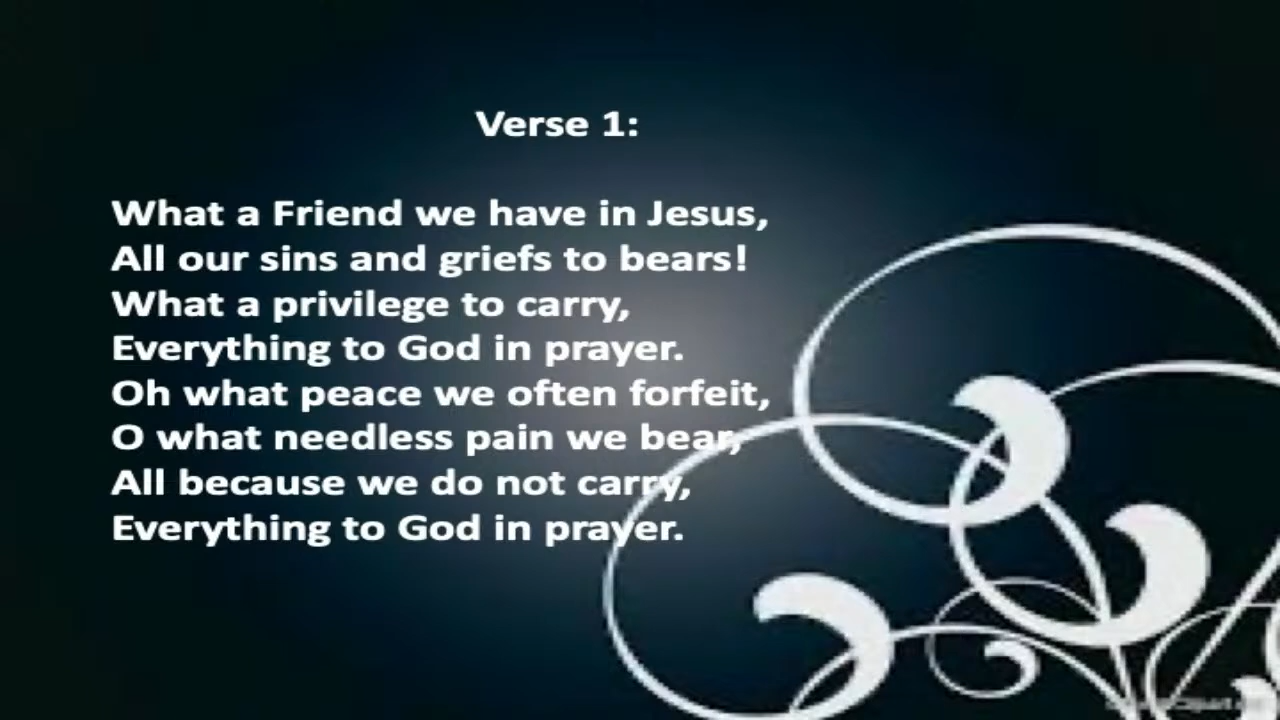 Verse 1:
What a Friend we have in Jesus,
All our sins and griefs to bears!
What a privilege to carry,
Everything to God in prayer.
Oh what peace we often forfeit,
O what needless pain we bear,
All because we do not carry,
Everything to God in prayer.